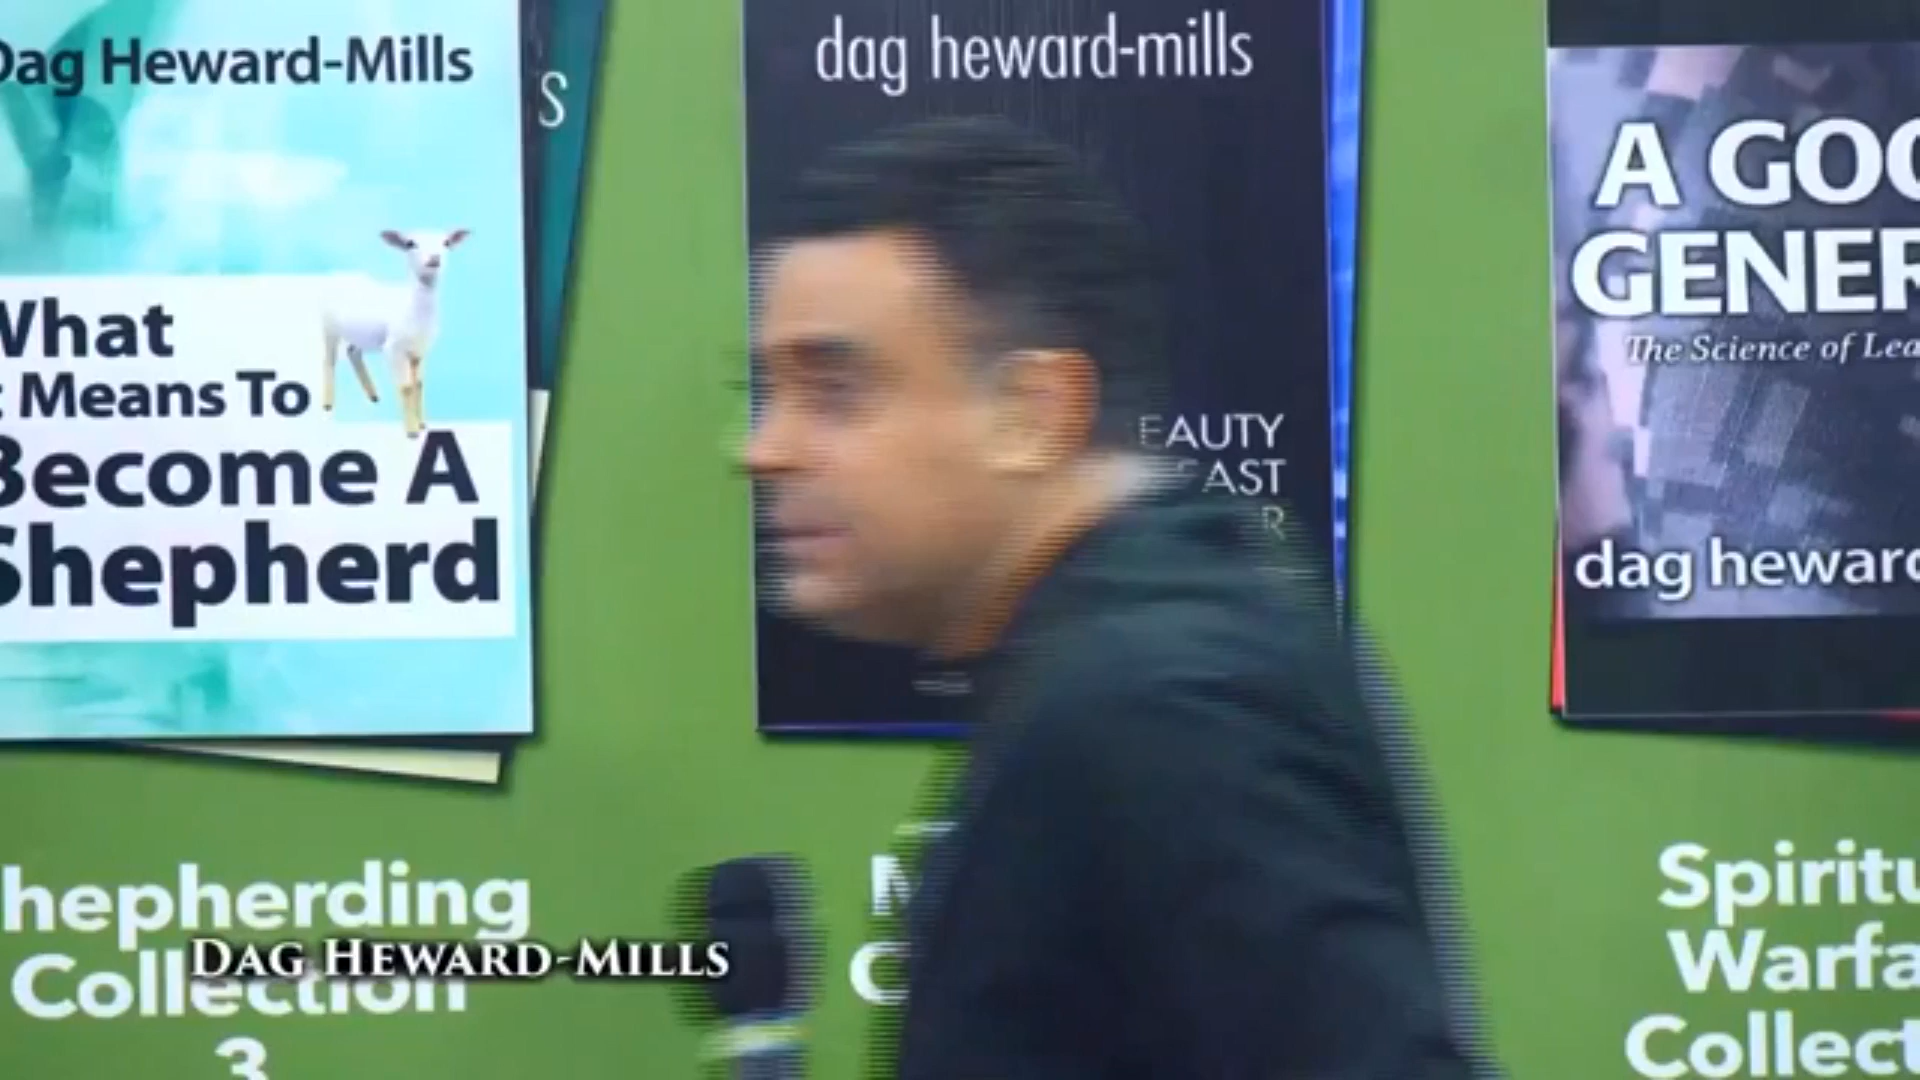 Dag Heward-Mills
What
Means To
Become A
Shepherd
S
hepherding
Collection
3
dag heward-mills
EAUTY
AST
R
A GOO
GENER
The Science of Lea
dag heward
Spiritu
Warfa
Collect
Dag Heward-Mills